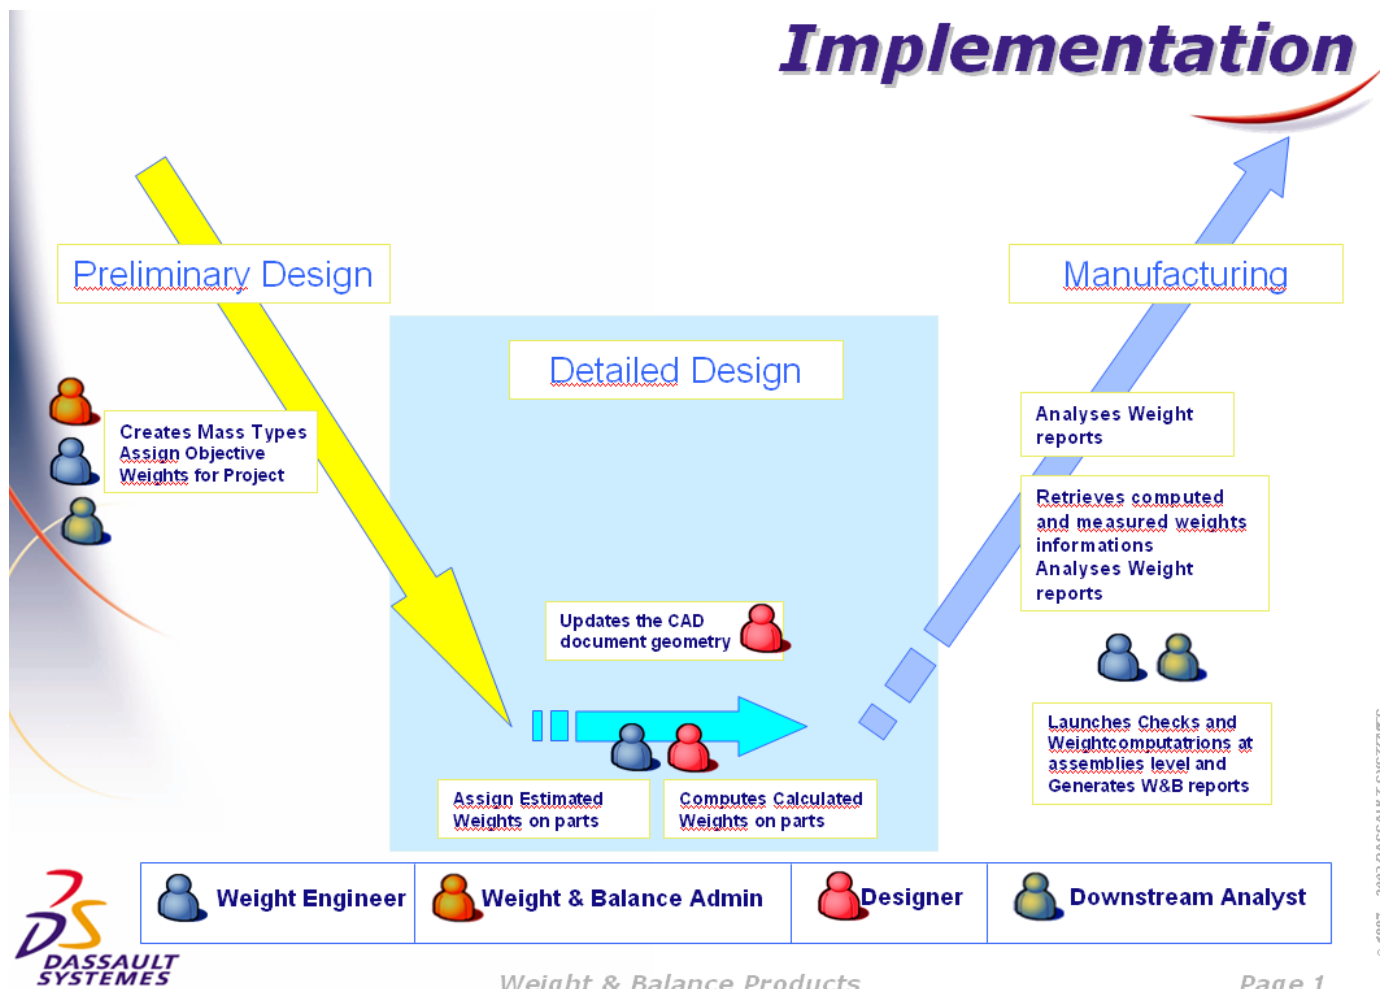 Implementation
Preliminary Design
Manufacturing
Detailed Design
Creates Mass Types
Assign Objective
Weights for Project
Analyses Weight
reports
Retrieves computed
and measured weights
informations
Analyses Weight
reports
Updates the CAD
document geometry
Launches Checks and
Weightcomputatrions at
assemblies level and
Generates W&B reports
Assign Estimated
Weights on parts
Computes Calculated
Weights on parts
Weight Engineer
Weight & Balance Admin
Designer
Downstream Analyst
DASSAULT
SYSTEMES
Weight & Balance Products
Page 1